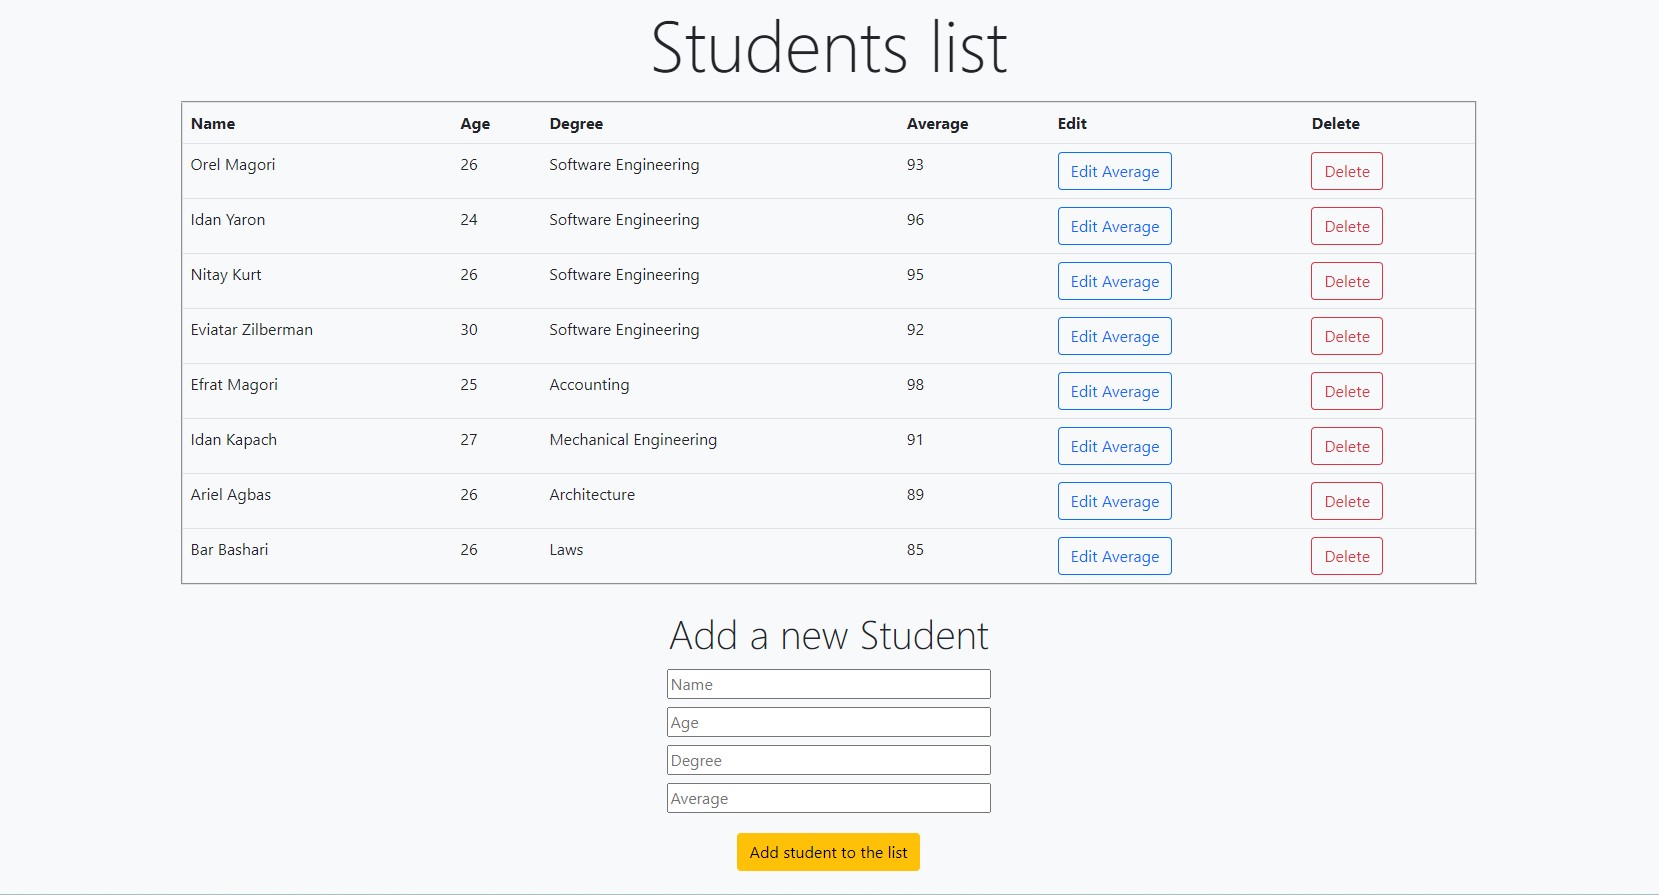 Students list
Name Age Degree Average Edit Delete
Orel Magori 26 Software Engineering 93 Edit Average Delete
Idan Yaron 24 Software Engineering 96 Edit Average Delete
Nitay Kurt 26 Software Engineering 95 Edit Average Delete
Eviatar Zilberman 30 Software Engineering 92 Edit Average Delete
Efrat Magori 25 Accounting 98 Edit Average Delete
Idan Kapach 27 Mechanical Engineering 91 Edit Average Delete
Ariel Agbas 26 Architecture 89 Edit Average Delete
Bar Bashari 26 Laws 85 Edit Average Delete
Add a new Student
Name
Age
Degree
Average
Add student to the list